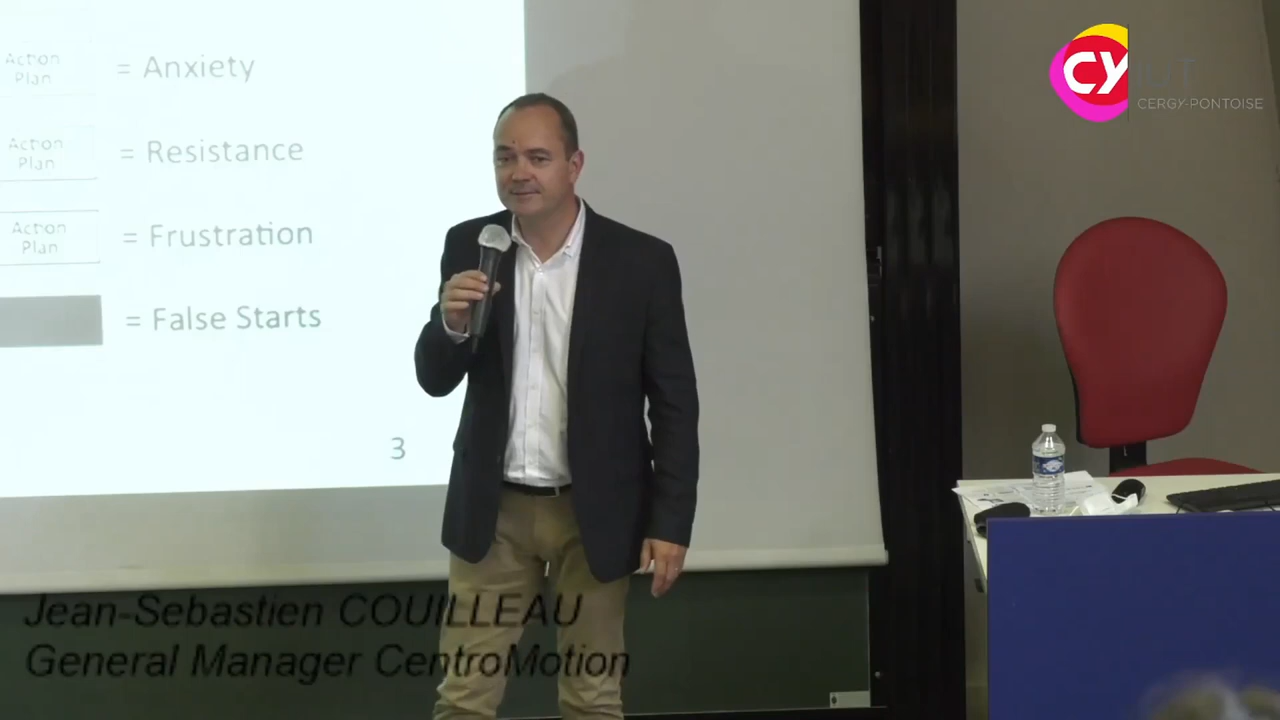 Action
Plan
= Anxiety
Action
Plan
= Resistance
Action
Plan
= Frustration
= False Starts
3
CY IUT
CERGY-PONTOISE
Jean-Sebastien COUILLEAU
General Manager CentroMotion